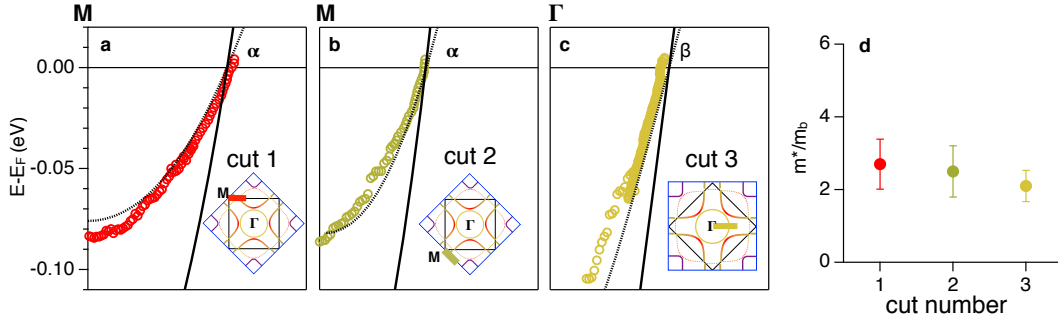 M
M
Γ
a
α
b
α
c
β
d
0.00
-0.05
-0.10
E-E_F (eV)
cut 1
M
Γ
cut 2
M
Γ
cut 3
Γ
6
4
2
0
m*/m_b
1
2
3
cut number